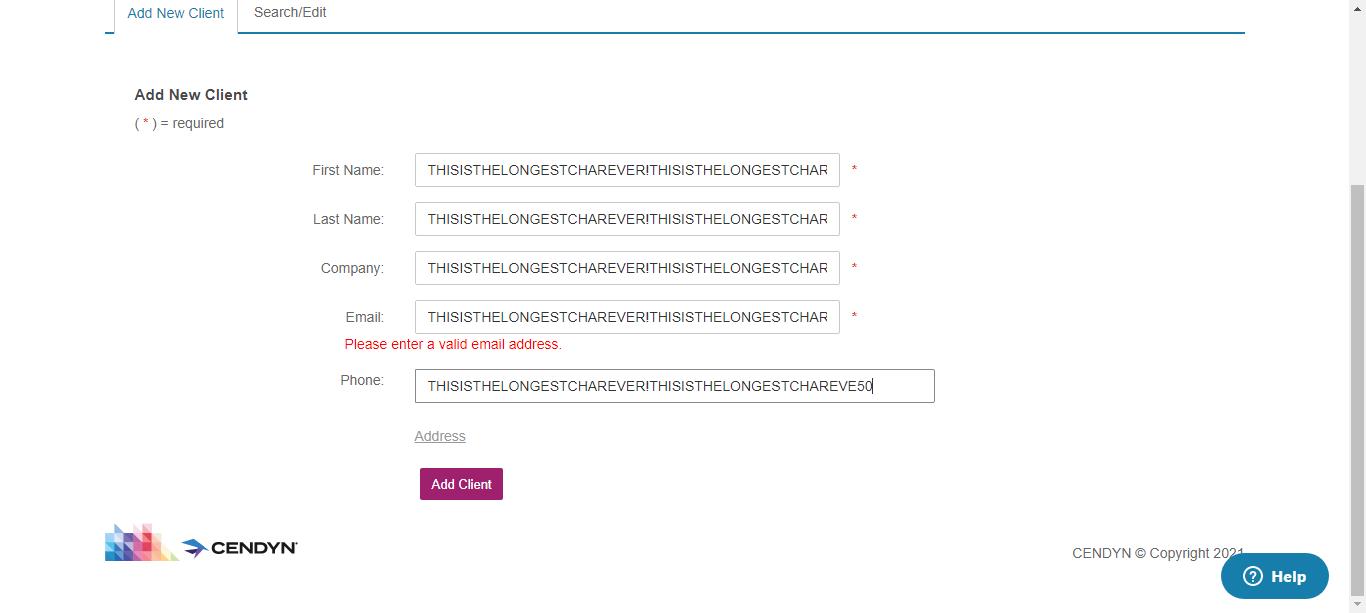 Add New Client Search/Edit
Add New Client
( * ) = required
First Name: THISISTHELONGESTCHAREVER!THISISTHELONGESTCHAR *
Last Name: THISISTHELONGESTCHAREVER!THISISTHELONGESTCHAR *
Company: THISISTHELONGESTCHAREVER!THISISTHELONGESTCHAR *
Email: THISISTHELONGESTCHAREVER!THISISTHELONGESTCHAR *
Please enter a valid email address.
Phone: THISISTHELONGESTCHAREVER!THISISTHELONGESTCHAREVE50
Address
Add Client
CENDYN
CENDYN © Copyright 2021
? Help